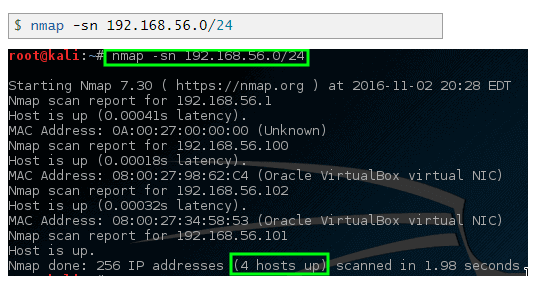 $ nmap -sn 192.168.56.0/24
root@kali:~# nmap -sn 192.168.56.0/24
Starting Nmap 7.30 ( https://nmap.org ) at 2016-11-02 20:28 EDT
Nmap scan report for 192.168.56.1
Host is up (0.00041s latency).
MAC Address: 0A:00:27:00:00:00 (Unknown)
Nmap scan report for 192.168.56.100
Host is up (0.00018s latency).
MAC Address: 08:00:27:98:62:C4 (Oracle VirtualBox virtual NIC)
Nmap scan report for 192.168.56.102
Host is up (0.00032s latency).
MAC Address: 08:00:27:34:58:53 (Oracle VirtualBox virtual NIC)
Nmap scan report for 192.168.56.101
Host is up.
Nmap done: 256 IP addresses (4 hosts up) scanned in 1.98 seconds